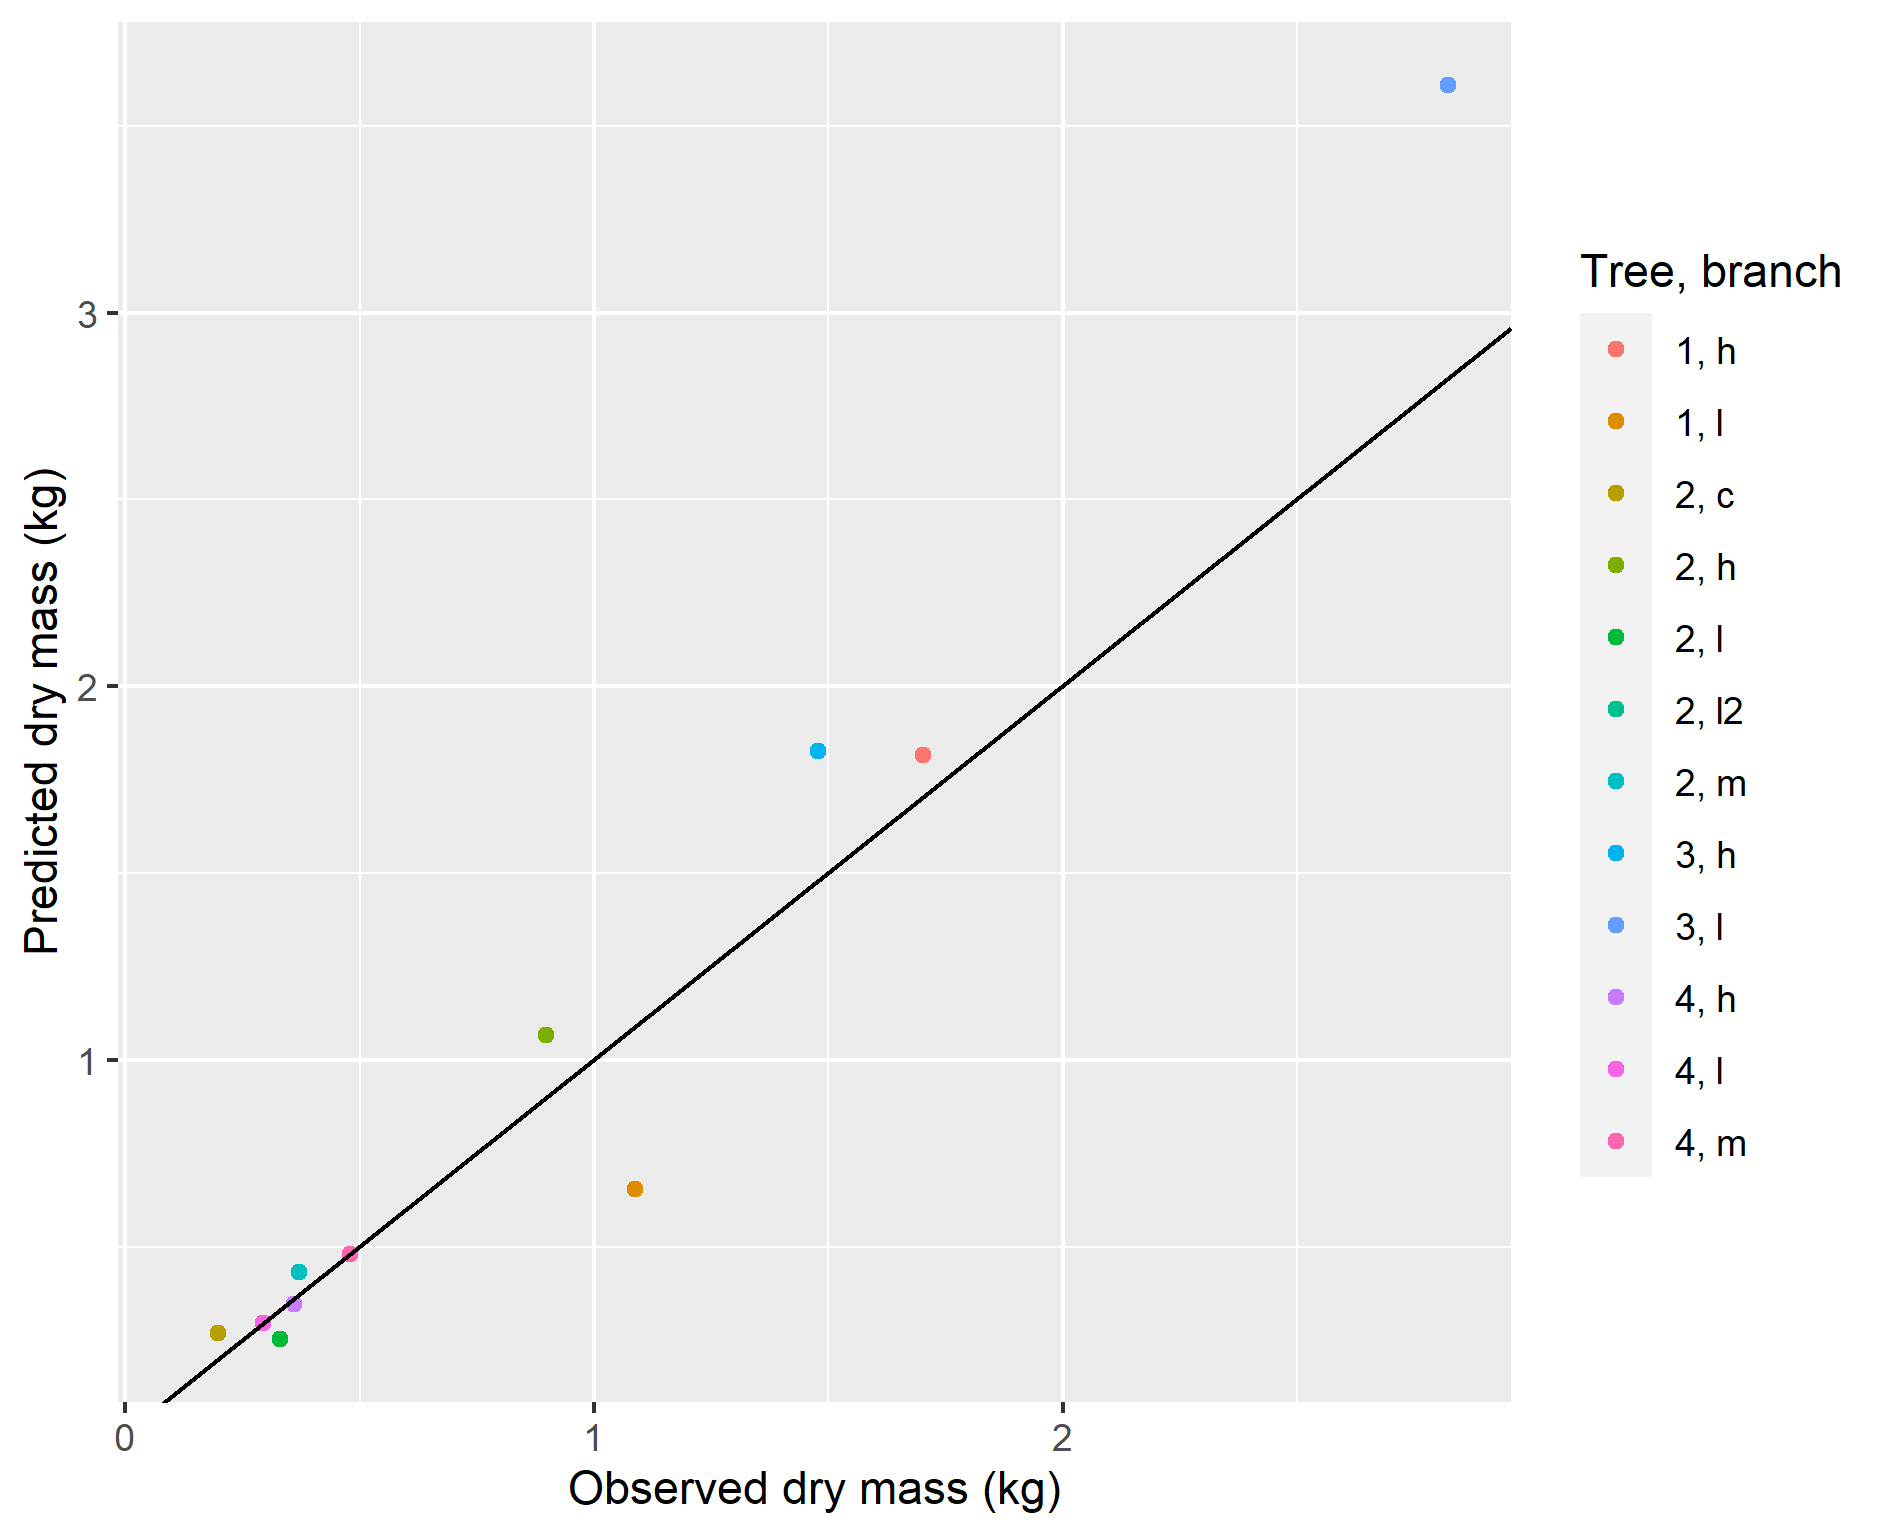 Predicted dry mass (kg)
3
2
1
0
1
2
Observed dry mass (kg)
Tree, branch
1, h
1, l
2, c
2, h
2, l
2, l2
2, m
3, h
3, l
4, h
4, l
4, m